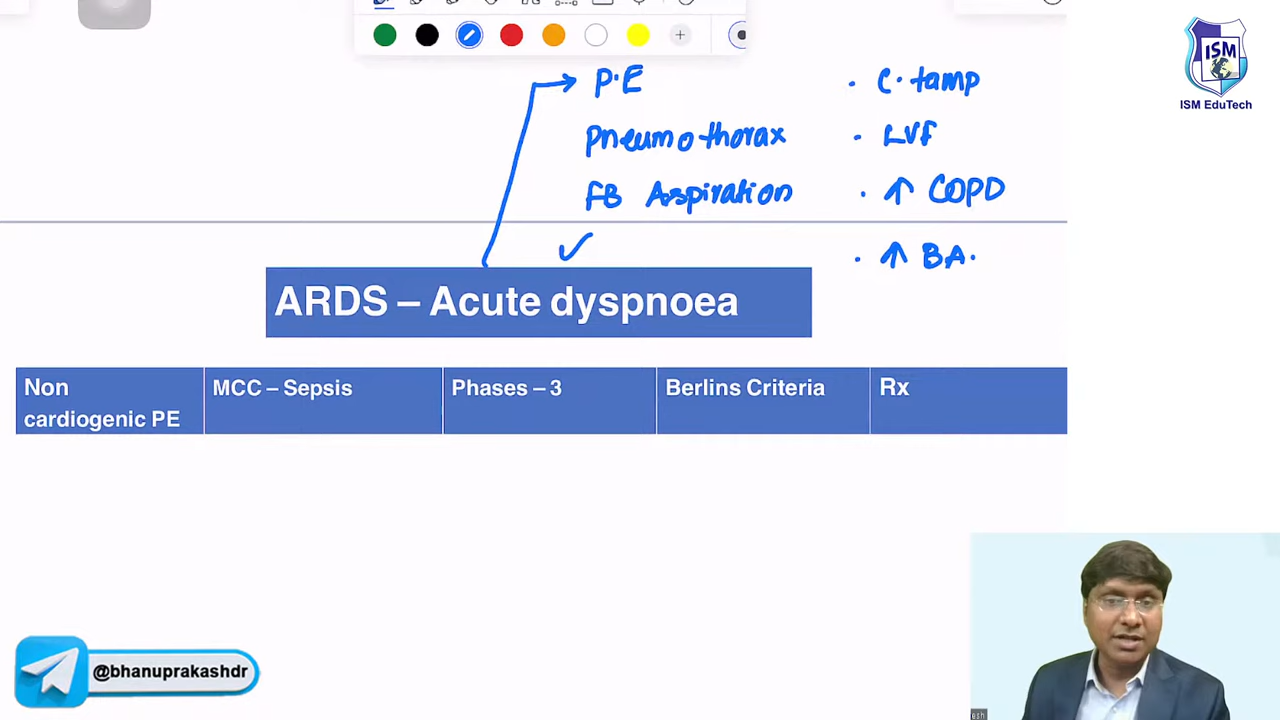 P.E
Pneumothorax
FB Aspiration
· C. tamp
· LVF
· ↑ COPD
· ↑ BA.
ISM
ISM EduTech
ARDS – Acute dyspnoea
Non cardiogenic PE
MCC – Sepsis
Phases – 3
Berlins Criteria
Rx
@bhanuprakashdr
esh